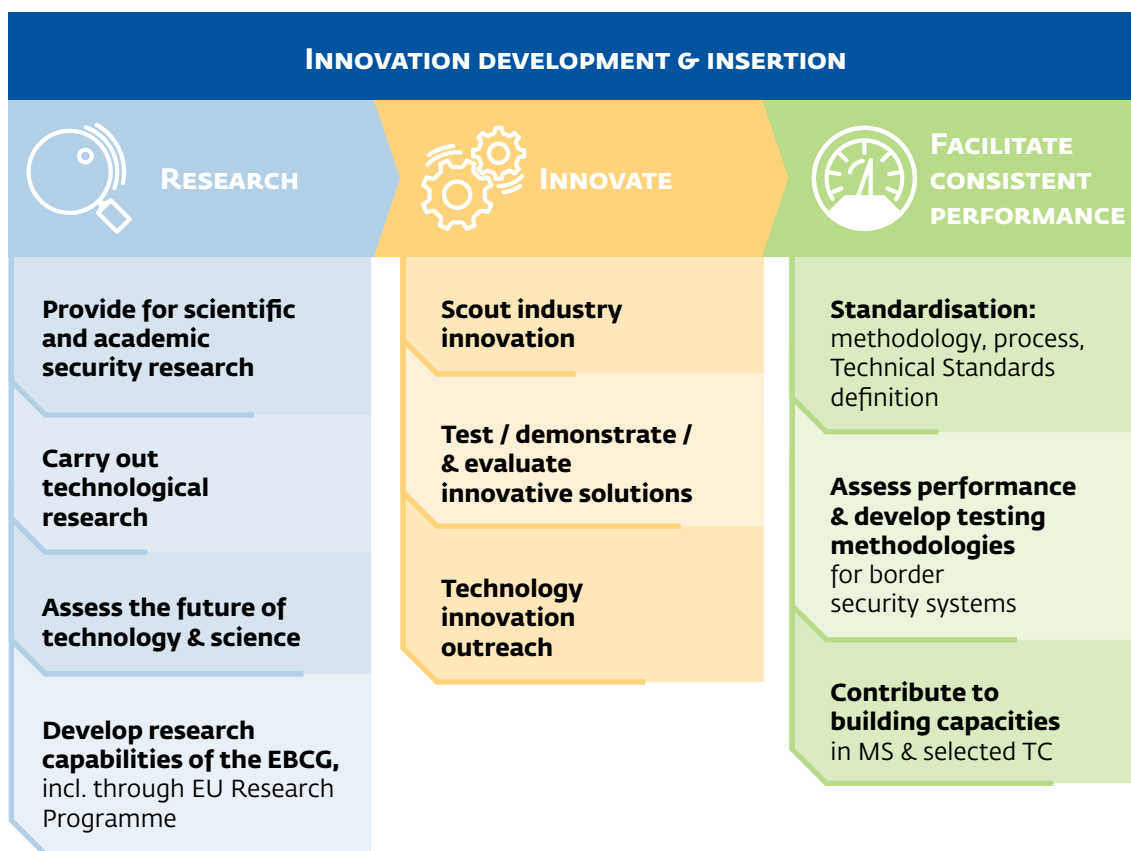 INNOVATION DEVELOPMENT & INSERTION
RESEARCH
Provide for scientific
and academic
security research
Carry out
technological
research
Assess the future of
technology & science
Develop research
capabilities of the EBCG,
incl. through EU Research
Programme
INNOVATE
Scout industry
innovation
Test / demonstrate /
& evaluate
innovative solutions
Technology
innovation
outreach
FACILITATE
CONSISTENT
PERFORMANCE
Standardisation:
methodology, process,
Technical Standards
definition
Assess performance
& develop testing
methodologies
for border
security systems
Contribute to
building capacities
in MS & selected TC